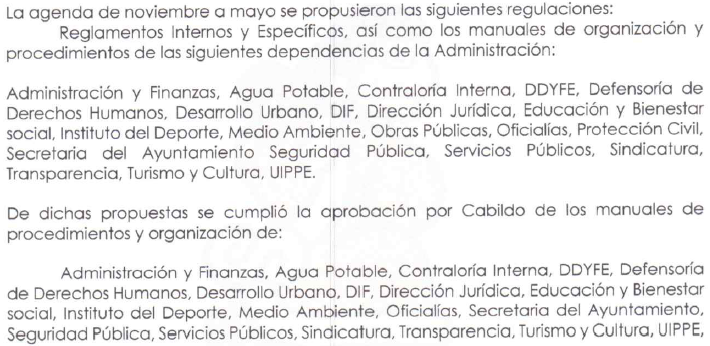 La agenda de noviembre a mayo se propusieron las siguientes regulaciones:
Reglamentos Internos y Específicos, así como los manuales de organización y
procedimientos de las siguientes dependencias de la Administración:
Administración y Finanzas, Agua Potable, Contraloría Interna, DDYFE, Defensoría de
Derechos Humanos, Desarrollo Urbano, DIF, Dirección Jurídica, Educación y Bienestar
social, Instituto del Deporte, Medio Ambiente, Obras Públicas, Oficialías, Protección Civil,
Secretaria del Ayuntamiento Seguridad Pública, Servicios Públicos, Sindicatura,
Transparencia, Turismo y Cultura, UIPPE.
De dichas propuestas se cumplió la aprobación por Cabildo de los manuales de
procedimientos y organización de:
Administración y Finanzas, Agua Potable, Contraloría Interna, DDYFE, Defensoría
de Derechos Humanos, Desarrollo Urbano, DIF, Dirección Jurídica, Educación y Bienestar
social, Instituto del Deporte, Medio Ambiente, Oficialías, Secretaria del Ayuntamiento,
Seguridad Pública, Servicios Públicos, Sindicatura, Transparencia, Turismo y Cultura, UIPPE,